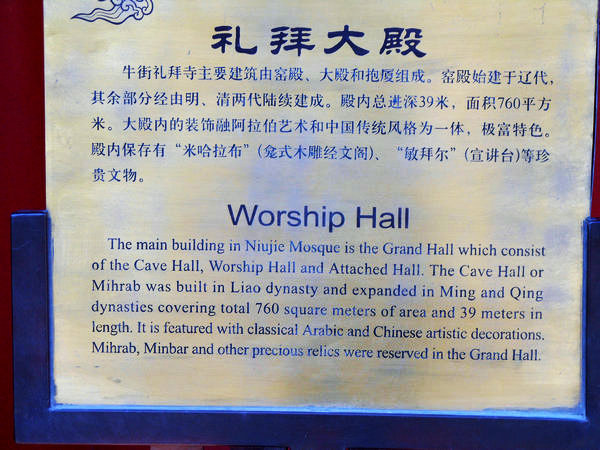 礼拜大殿
牛街礼拜寺主要建筑由窑殿、大殿和抱厦组成。窑殿始建于辽代，
其余部分经由明、清两代陆续建成。殿内总进深39米，面积760平方
米。大殿内的装饰融阿拉伯艺术和中国传统风格为一体，极富特色。
殿内保存有“米哈拉布”(龛式木雕经文阁)、“敏拜尔”(宣讲台)等珍
贵文物。
Worship Hall
The main building in Niujie Mosque is the Grand Hall which consist
of the Cave Hall, Worship Hall and Attached Hall. The Cave Hall or
Mihrab was built in Liao dynasty and expanded in Ming and Qing
dynasties covering total 760 square meters of area and 39 meters in
length. It is featured with classical Arabic and Chinese artistic decorations.
Mihrab, Minbar and other precious relics were reserved in the Grand Hall.